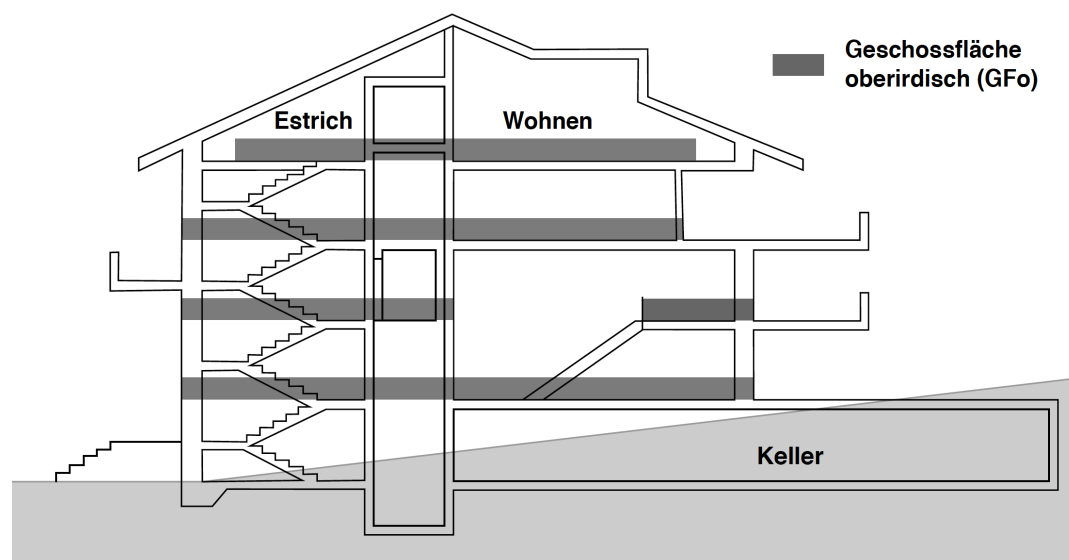 Geschossfläche
oberirdisch (GFo)
Estrich
Wohnen
Keller